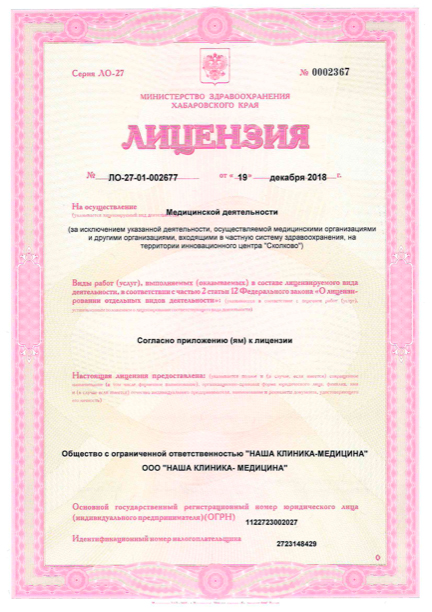 Серия ЛО-27 № 0002367
МИНИСТЕРСТВО ЗДРАВООХРАНЕНИЯ
ХАБАРОВСКОГО КРАЯ
ЛИЦЕНЗИЯ
№ ЛО-27-01-002677 от « 19 » декабря 2018 г.
На осуществление
Медицинской деятельности
(за исключением указанной деятельности, осуществляемой медицинскими организациями
и другими организациями, входящими в частную систему здравоохранения, на
территории инновационного центра "Сколково")
Виды работ (услуг), выполняемых (оказываемых) в составе лицензируемого вида
деятельности, в соответствии с частью 2 статьи 12 Федерального закона «О лицензи-
ровании отдельных видов деятельности»:
Согласно приложению (ям) к лицензии
Настоящая лицензия предоставлена:
Общество с ограниченной ответственностью "НАША КЛИНИКА-МЕДИЦИНА"
ООО "НАША КЛИНИКА- МЕДИЦИНА"
Основной государственный регистрационный номер юридического лица
(индивидуального предпринимателя) (ОГРН) 1122723002027
Идентификационный номер налогоплательщика 2723148429